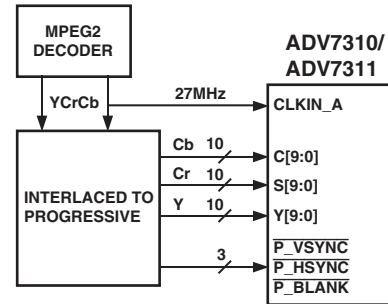 MPEG2
DECODER
YCrCb
27MHz
ADV7310/
ADV7311
CLKIN_A
INTERLACED TO
PROGRESSIVE
Cb 10
C[9:0]
Cr 10
S[9:0]
Y 10
Y[9:0]
3
P_VSYNC
P_HSYNC
P_BLANK